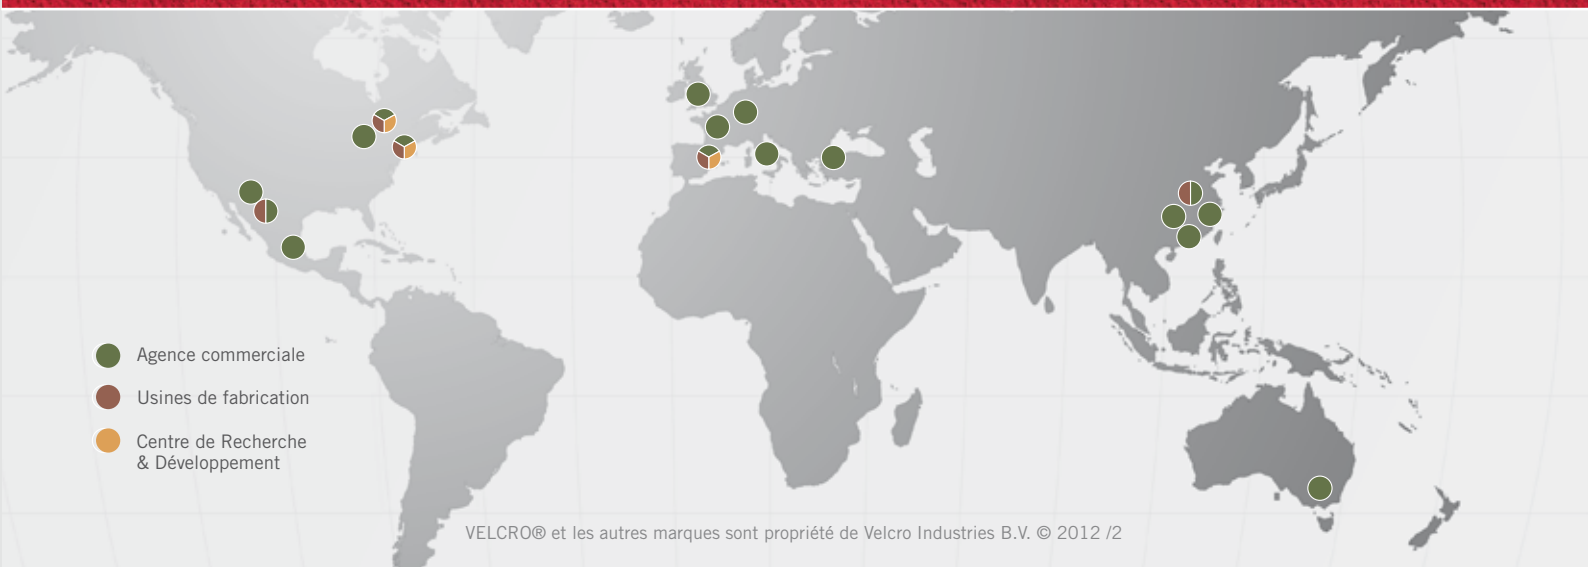 Agence commerciale
Usines de fabrication
Centre de Recherche
& Développement
VELCRO® et les autres marques sont propriété de Velcro Industries B.V. © 2012 /2